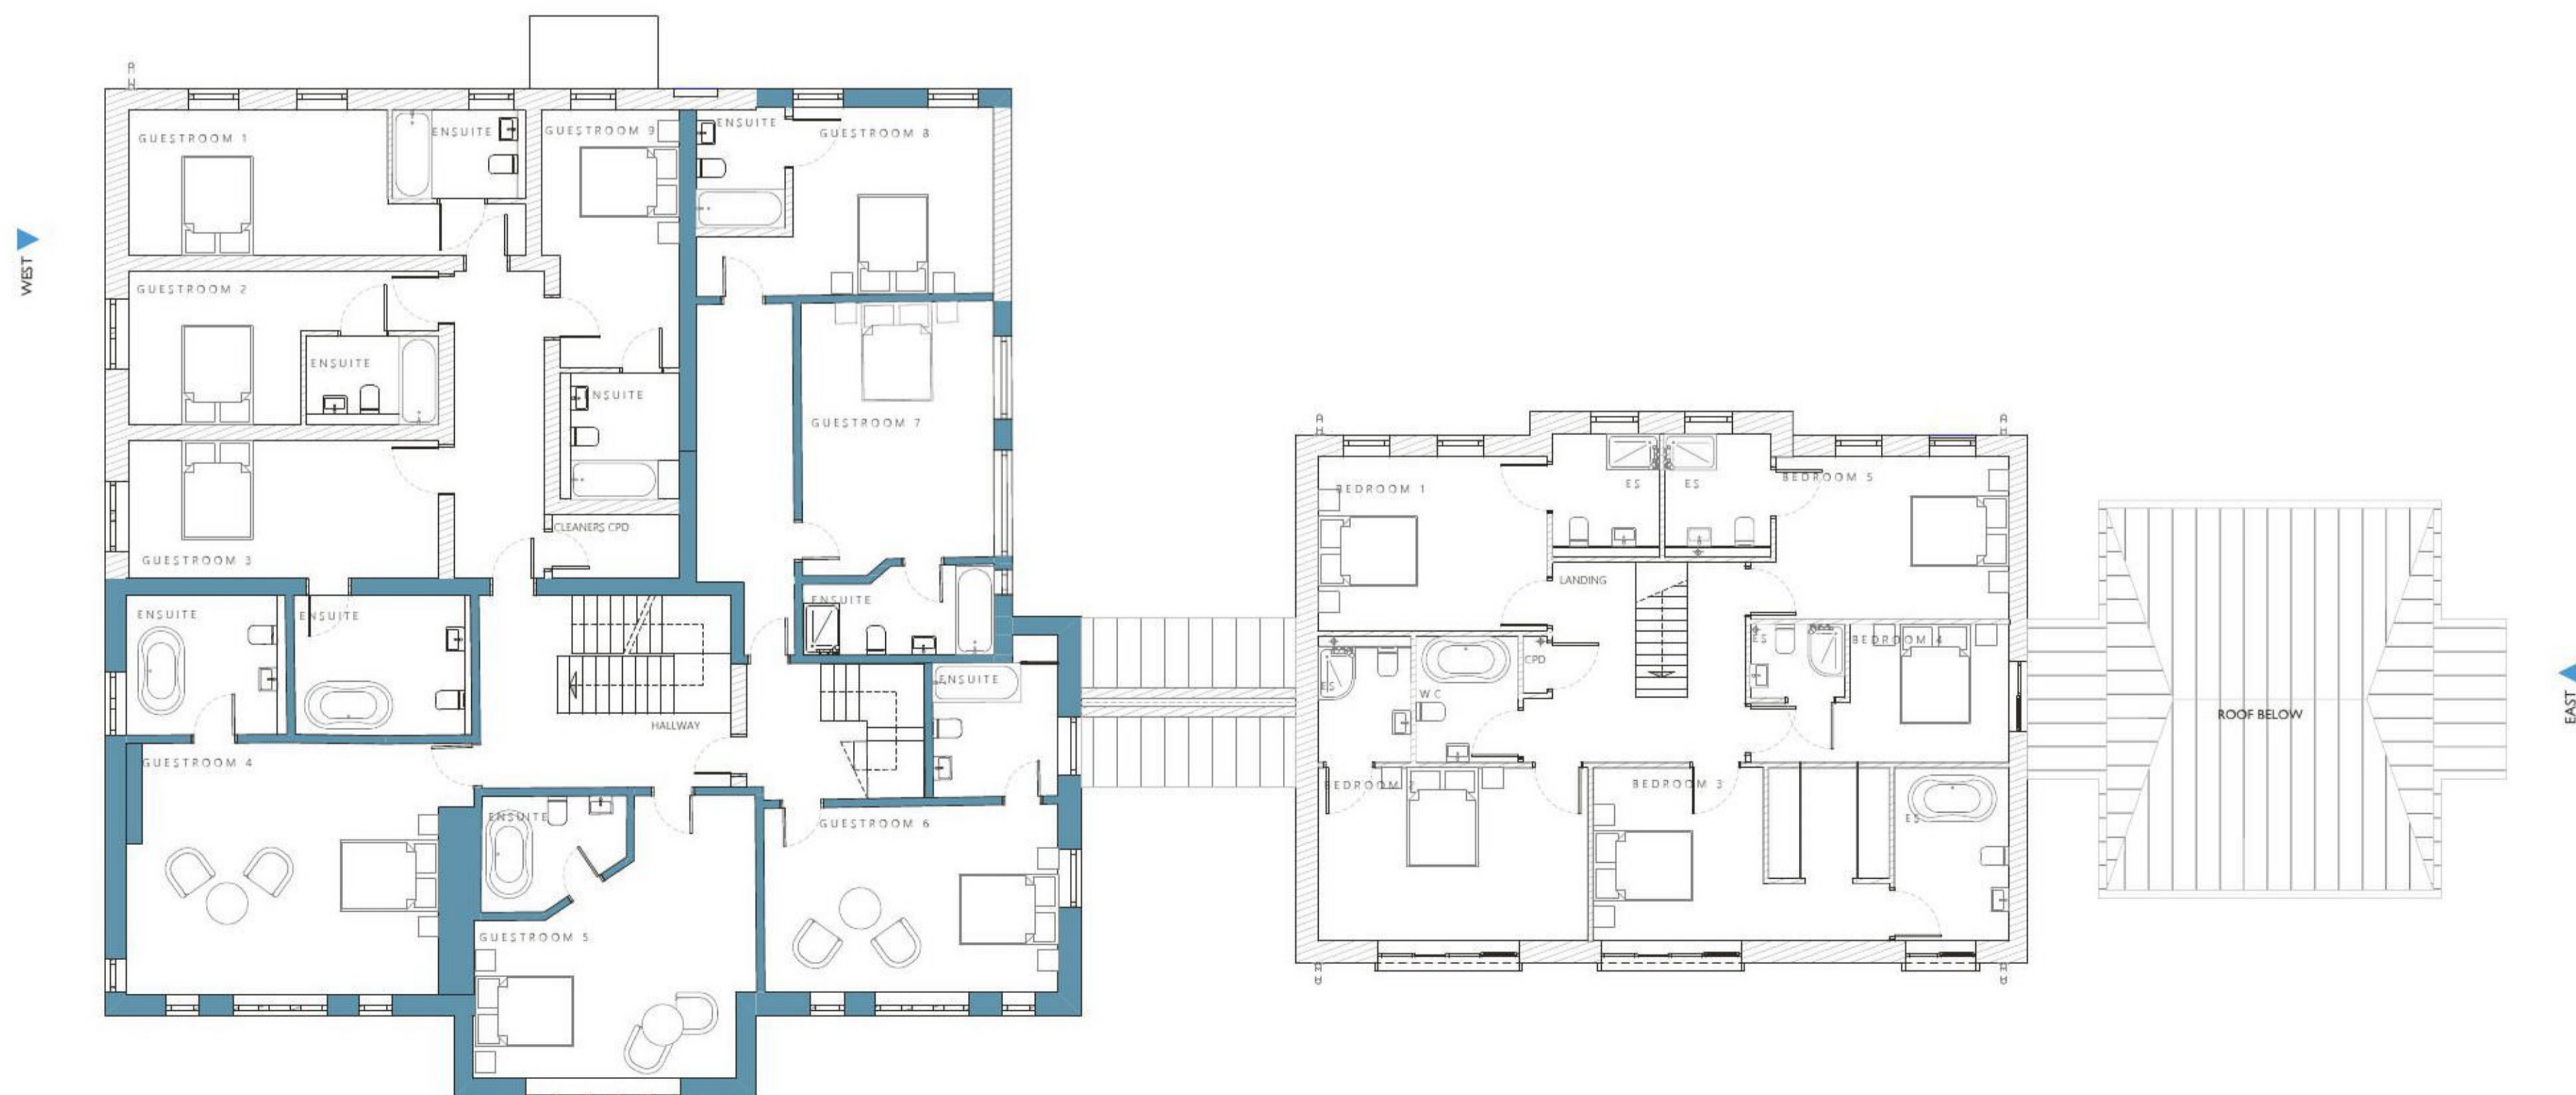 R
H
WEST
GUESTROOM 1
ENSUITE
GUESTROOM 9
ENSUITE
GUESTROOM 8
GUESTROOM 2
ENSUITE
ENSUITE
GUESTROOM 7
GUESTROOM 3
CLEANERS CPD
ENSUITE
ENSUITE
ENSUITE
HALLWAY
ENSUITE
GUESTROOM 4
ENSUITE
GUESTROOM 6
GUESTROOM 5
R
H
R
H
BEDROOM 1
ES
ES
BEDROOM 5
LANDING
CPD
ES
BEDROOM 4
ES
WC
BEDROOM 2
BEDROOM 3
ES
R
H
R
H
ROOF BELOW
EAST